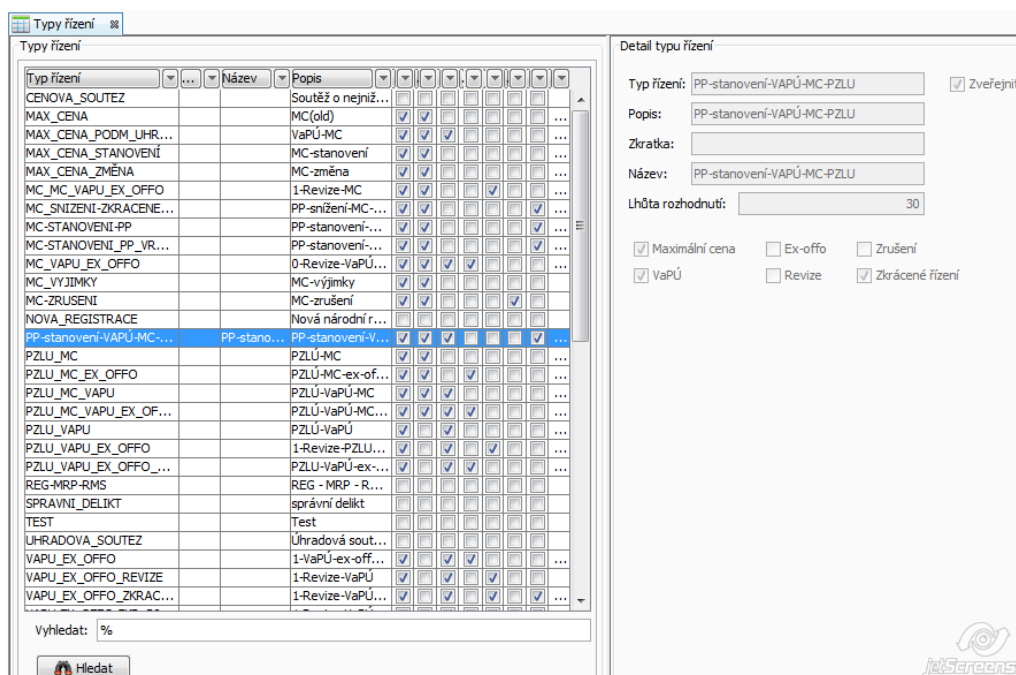 Typy řízení
Typy řízení
Typ řízení ... Název Popis
CENOVA_SOUTEZ Soutěž o nejniž...
MAX_CENA MC(old) ...
MAX_CENA_PODM_UHR... VaPÚ-MC ...
MAX_CENA_STANOVENÍ MC-stanovení ...
MAX_CENA_ZMĚNA MC-změna ...
MC_MC_VAPU_EX_OFFO 1-Revize-MC ...
MC_SNIZENI-ZKRACENE... PP-snížení-MC-... ...
MC-STANOVENI-PP PP-stanovení-... ...
MC-STANOVENI_PP_VR... PP-stanovení-... ...
MC_VAPU_EX_OFFO 0-Revize-VaPÚ... ...
MC_VYJIMKY MC-výjimky
MC-ZRUSENI MC-zrušení
NOVA_REGISTRACE Nová národní r...
PP-stanovení-VAPÚ-MC-... PP-stano... PP-stanovení-V... ...
PZLU_MC PZLÚ-MC ...
PZLU_MC_EX_OFFO PZLÚ-MC-ex-of... ...
PZLU_MC_VAPU PZLÚ-VaPÚ-MC ...
PZLU_MC_VAPU_EX_OF... PZLÚ-VaPÚ-MC... ...
PZLU_VAPU PZLÚ-VaPÚ ...
PZLU_VAPU_EX_OFFO 1-Revize-PZLU... ...
PZLU_VAPU_EX_OFFO_... PZLU-VaPÚ-ex-... ...
REG-MRP-RMS REG - MRP - R...
SPRAVNI_DELIKT správní delikt
TEST Test
UHRADOVA_SOUTEZ Úhradová sout...
VAPU_EX_OFFO 1-VaPÚ-ex-off... ...
VAPU_EX_OFFO_REVIZE 1-Revize-VaPÚ
VAPU_EX_OFFO_ZKRAC... 1-Revize-VaPÚ... ...
Vyhledat: %
Hledat
Detail typu řízení
Typ řízení: PP-stanovení-VAPÚ-MC-PZLU Zveřejnit
Popis: PP-stanovení-VAPÚ-MC-PZLU
Zkratka:
Název: PP-stanovení-VAPÚ-MC-PZLU
Lhůta rozhodnutí: 30
Maximální cena Ex-offo Zrušení
VaPÚ Revize Zkrácené řízení
jetScreens